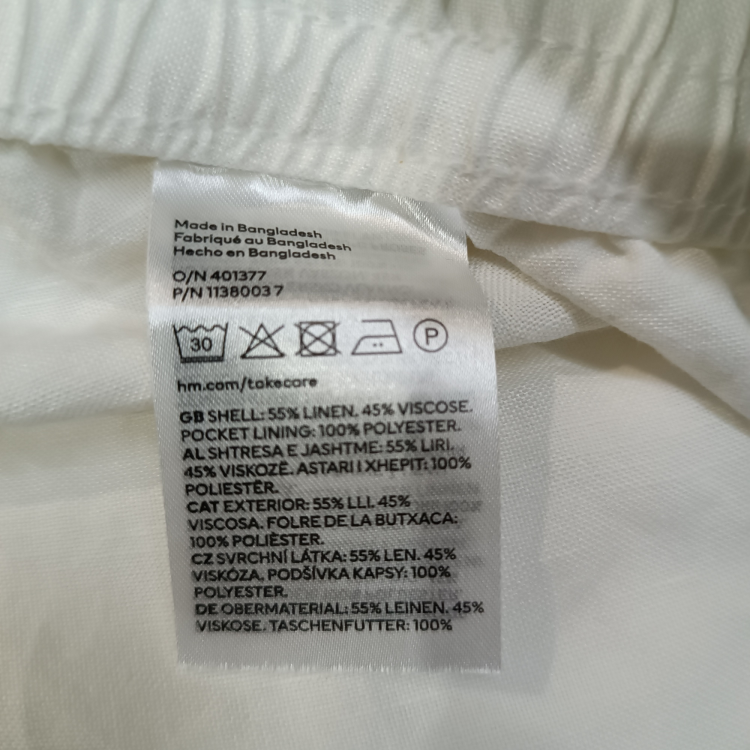 Made in Bangladesh
Fabriqué au Bangladesh
Hecho en Bangladesh
O/N 401377
P/N 11380037
30
P
hm.com/takecare
GB SHELL: 55% LINEN. 45% VISCOSE.
POCKET LINING: 100% POLYESTER.
AL SHTRESA E JASHTME: 55% LIRI.
45% VISKOZË. ASTARI I XHEPIT: 100%
POLIESTËR.
CAT EXTERIOR: 55% LLI. 45%
VISCOSA. FOLRE DE LA BUTXACA:
100% POLIÈSTER.
CZ SVRCHNÍ LÁTKA: 55% LEN. 45%
VISKÓZA. PODŠÍVKA KAPSY: 100%
POLYESTER.
DE OBERMATERIAL: 55% LEINEN. 45%
VISKOSE. TASCHENFUTTER: 100%